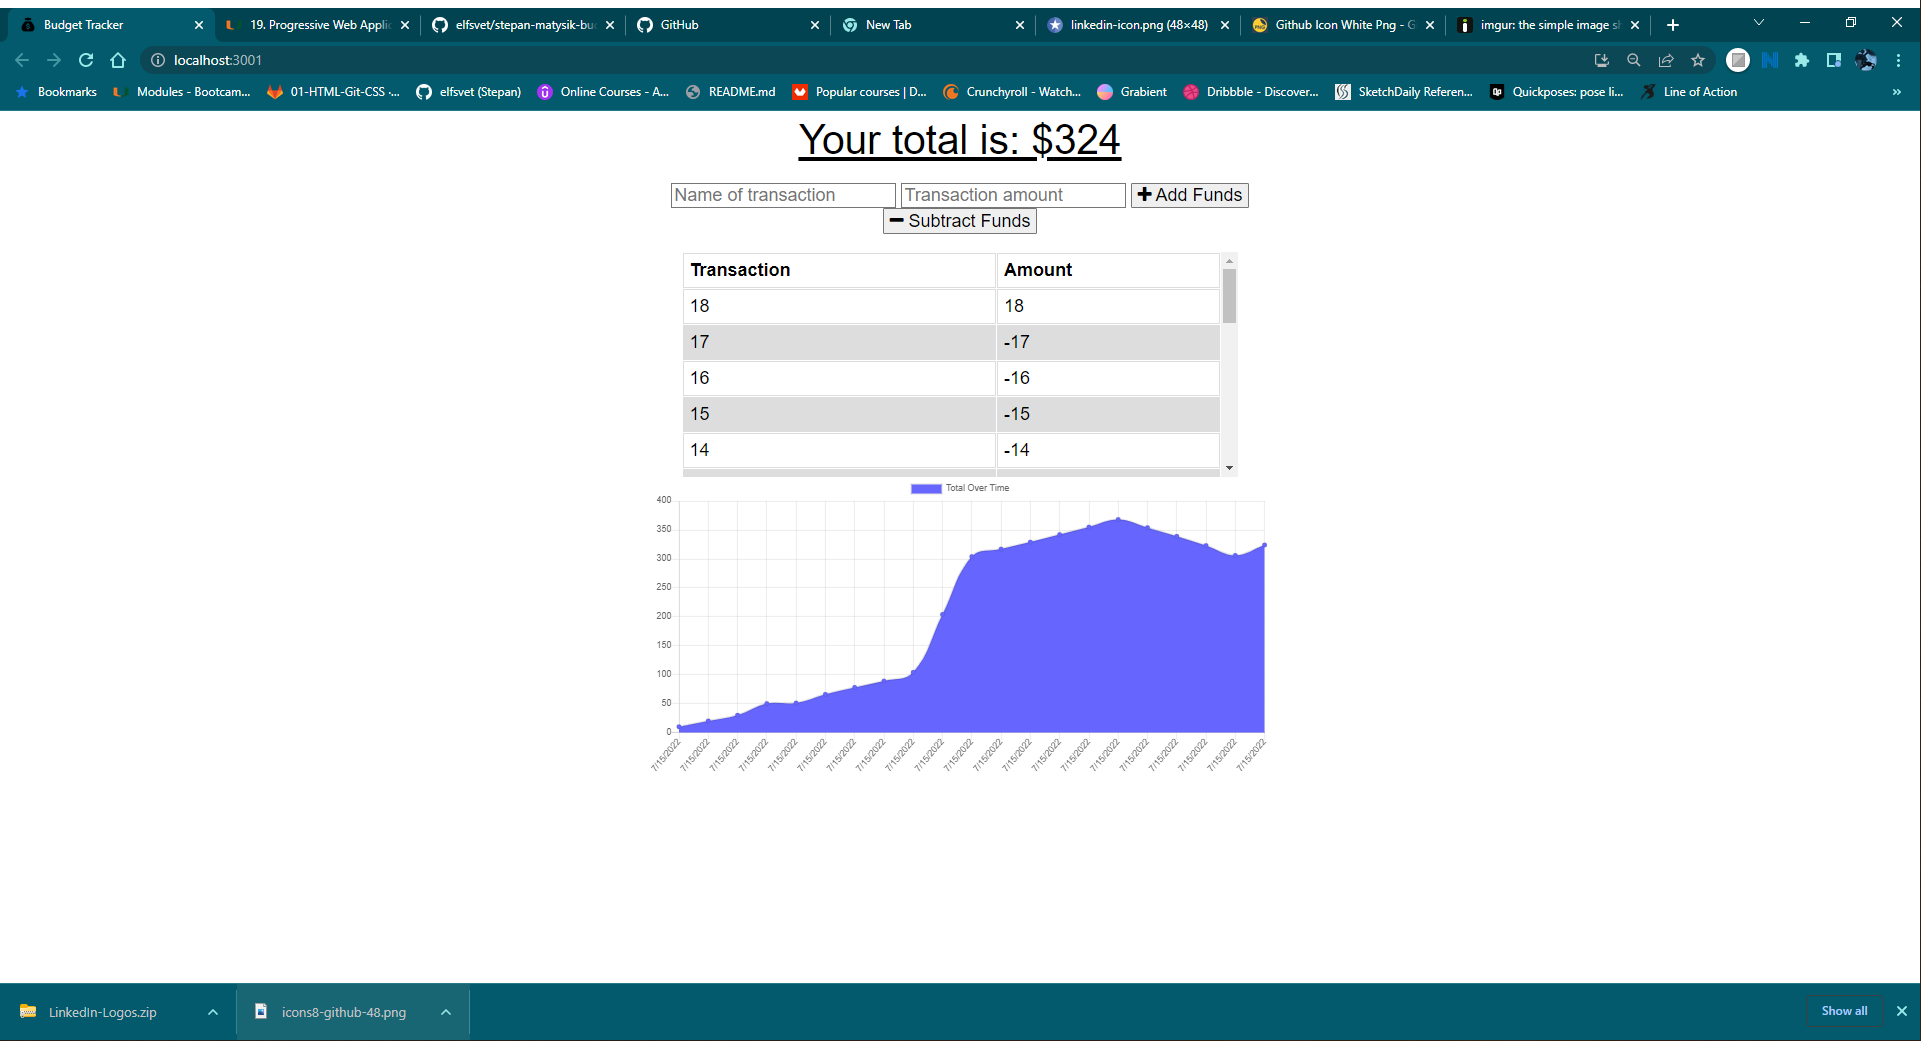 Budget Tracker
19. Progressive Web Applic
elfsvet/stepan-matysik-bu
GitHub
New Tab
linkedin-icon.png (48×48)
Github Icon White Png - G
imgur: the simple image sh
localhost:3001
Bookmarks
Modules - Bootcam...
01-HTML-Git-CSS ·...
elfsvet (Stepan)
Online Courses - A...
README.md
Popular courses | D...
Crunchyroll - Watch...
Grabient
Dribbble - Discover...
SketchDaily Referen...
Quickposes: pose li...
Line of Action
»
Your total is: $324
Name of transaction Transaction amount Add Funds
Subtract Funds
Transaction Amount
18 18
17 -17
16 -16
15 -15
14 -14
Total Over Time
400
350
300
250
200
150
100
50
0
7/15/2022 7/15/2022 7/15/2022 7/15/2022 7/15/2022 7/15/2022 7/15/2022 7/15/2022 7/15/2022 7/15/2022 7/15/2022 7/15/2022 7/15/2022 7/15/2022 7/15/2022 7/15/2022 7/15/2022 7/15/2022 7/15/2022 7/15/2022 7/15/2022
LinkedIn-Logos.zip
icons8-github-48.png
Show all